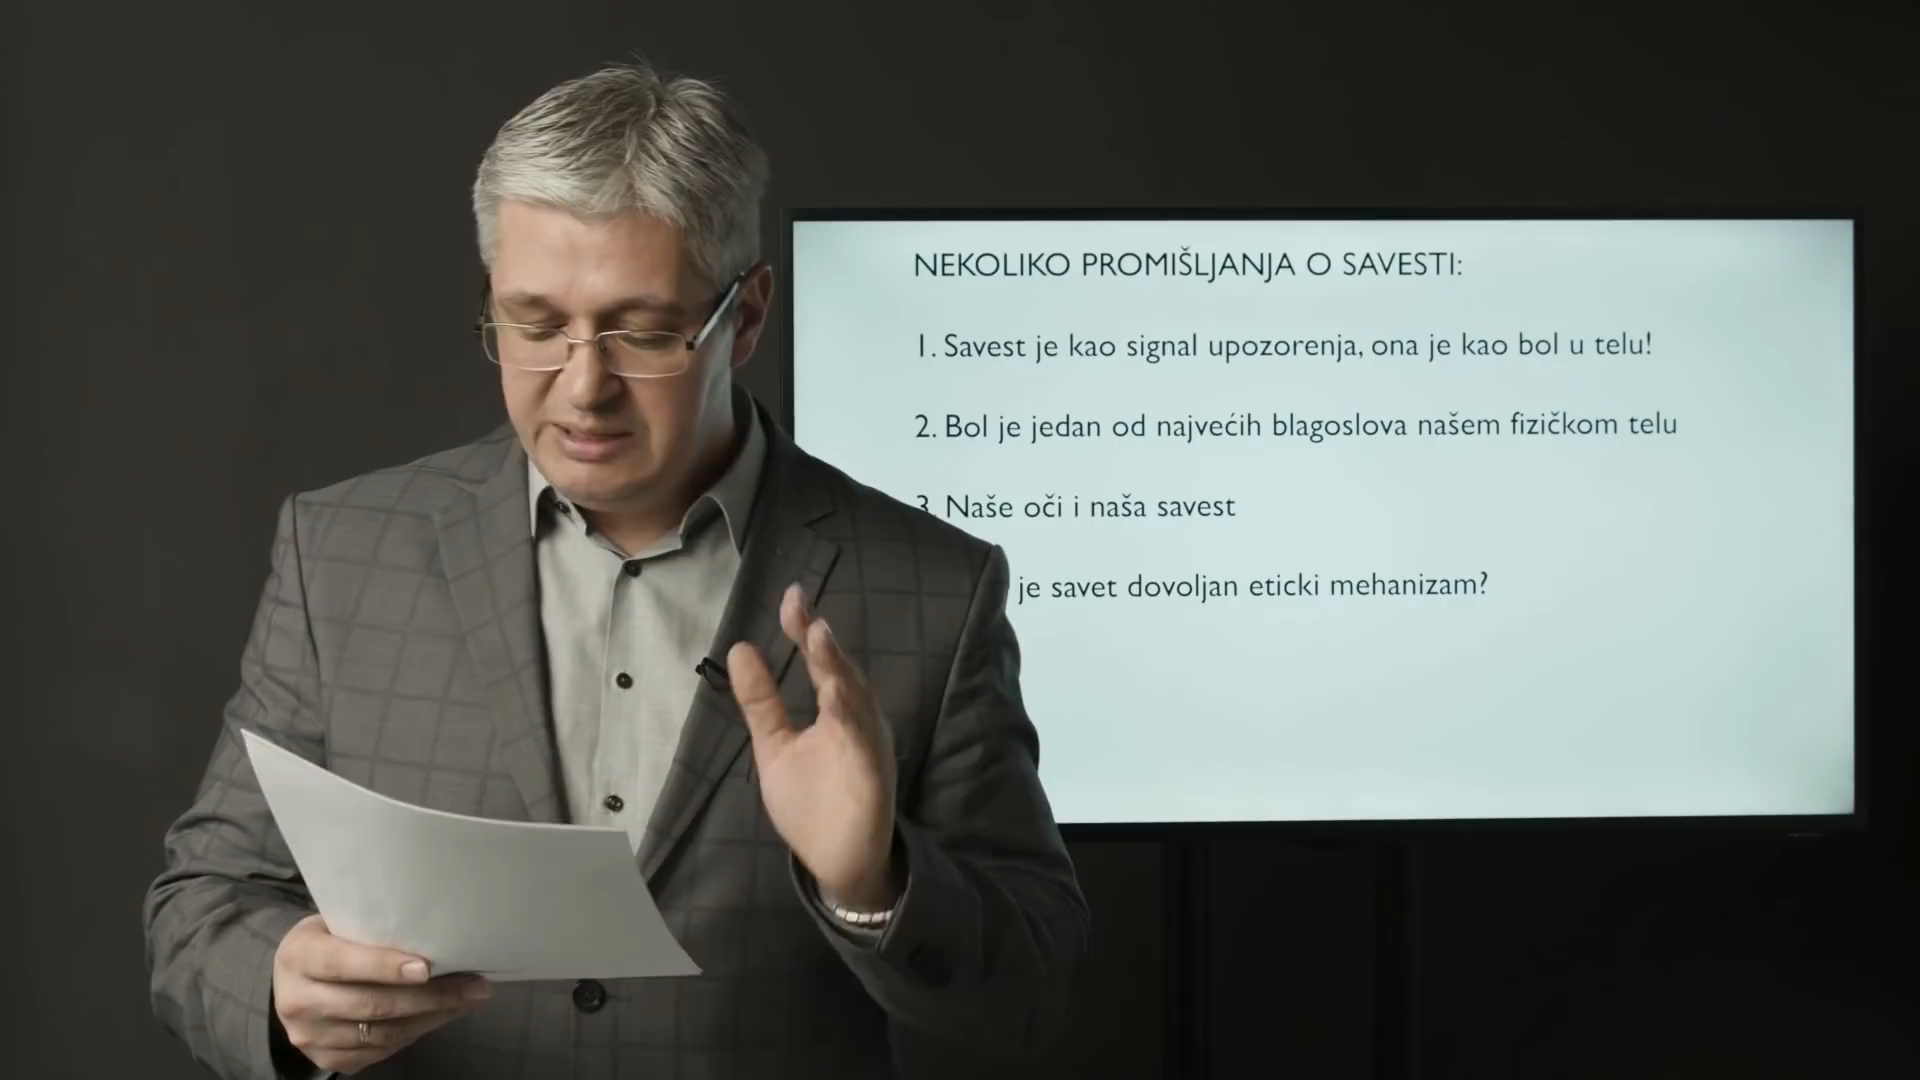 NEKOLIKO PROMIŠLJANJA O SAVESTI:
1. Savest je kao signal upozorenja, ona je kao bol u telu!
2. Bol je jedan od najvećih blagoslova našem fizičkom telu
3. Naše oči i naša savest
je savet dovoljan eticki mehanizam?